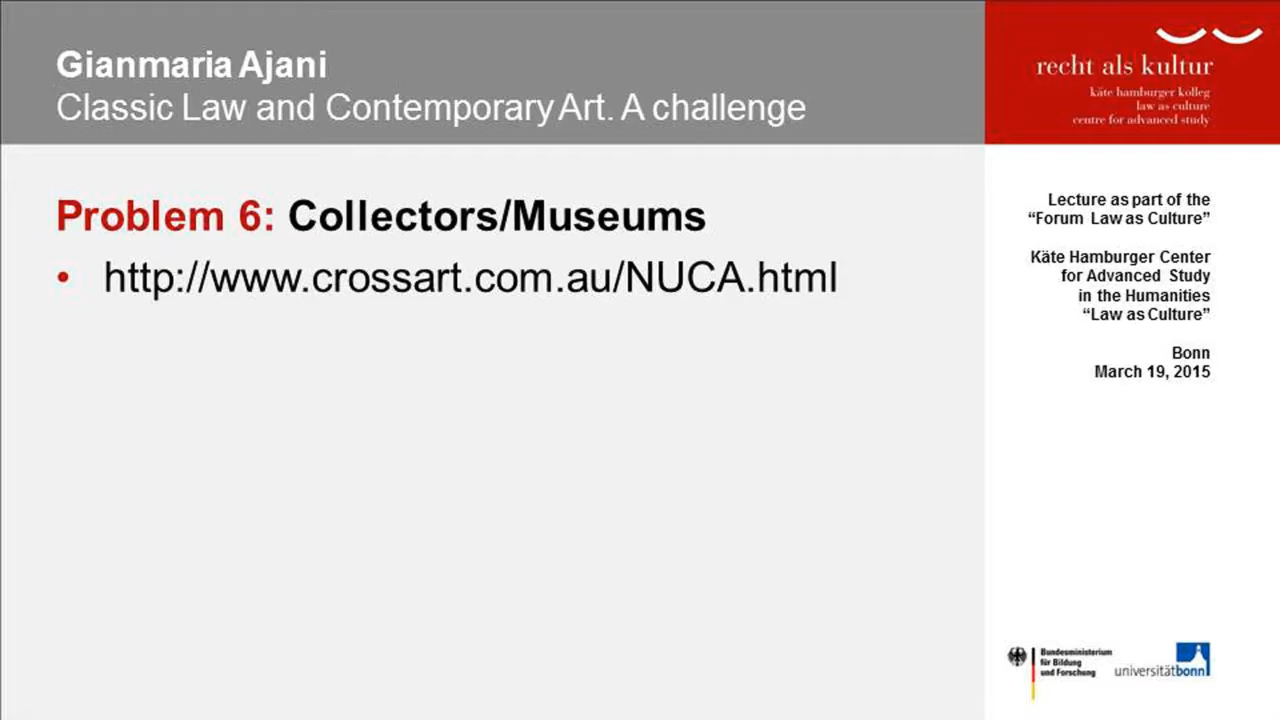 Gianmaria Ajani
Classic Law and Contemporary Art. A challenge
recht als kultur
käte hamburger kolleg
law as culture
centre for advanced study
Problem 6: Collectors/Museums
• http://www.crossart.com.au/NUCA.html
Lecture as part of the
“Forum Law as Culture”
Käte Hamburger Center
for Advanced Study
in the Humanities
“Law as Culture”
Bonn
March 19, 2015
Bundesministerium
für Bildung
und Forschung
universitätbonn